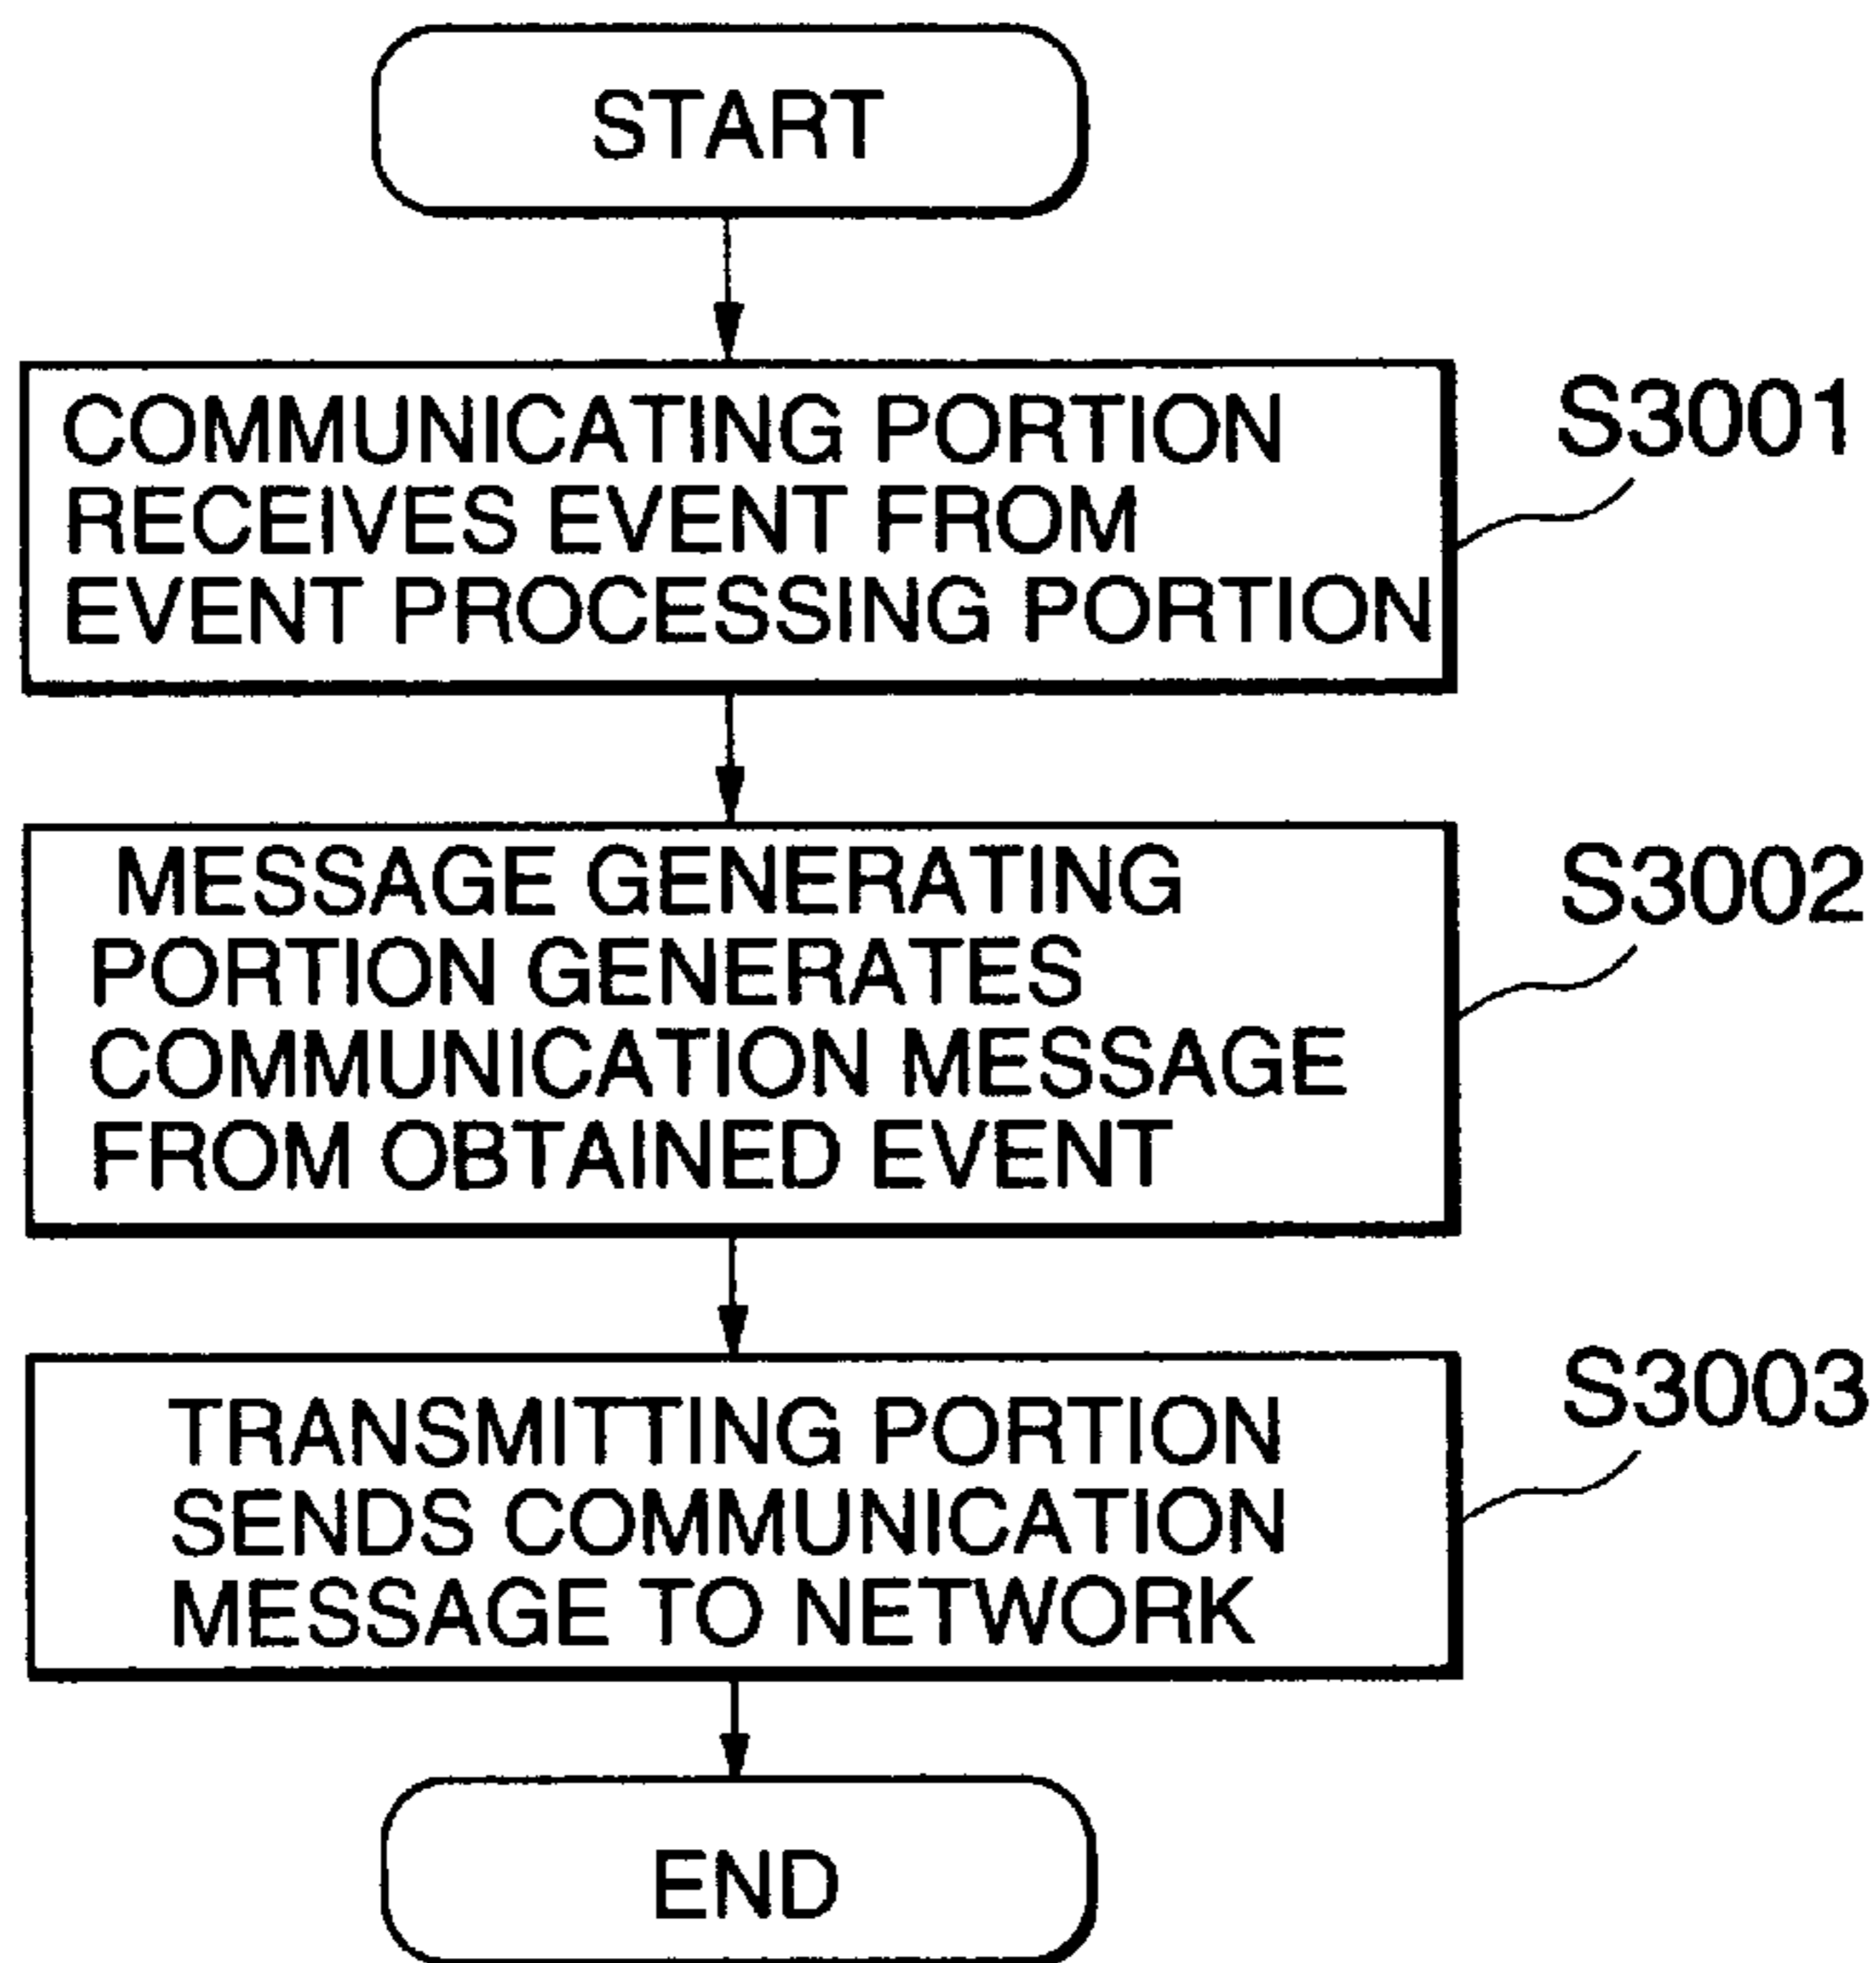 START
COMMUNICATING PORTION
RECEIVES EVENT FROM
EVENT PROCESSING PORTION
S3001
MESSAGE GENERATING
PORTION GENERATES
COMMUNICATION MESSAGE
FROM OBTAINED EVENT
S3002
TRANSMITTING PORTION
SENDS COMMUNICATION
MESSAGE TO NETWORK
S3003
END